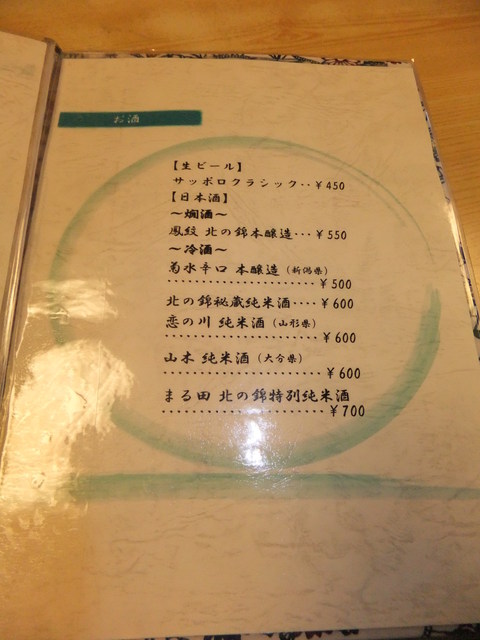 お酒
【生ビール】
サッポロクラシック‥￥450
【日本酒】
～燗酒～
鳳紋 北の錦本醸造‥‥￥550
～冷酒～
菊水辛口 本醸造（新潟県）
‥‥‥‥‥‥‥‥‥‥￥500
北の錦秘蔵純米酒‥‥￥600
恋の川 純米酒（山形県）
‥‥‥‥‥‥‥‥‥‥￥600
山本 純米酒（大分県）
‥‥‥‥‥‥‥‥‥‥￥600
まる田 北の錦特別純米酒
‥‥‥‥‥‥‥‥‥‥￥700